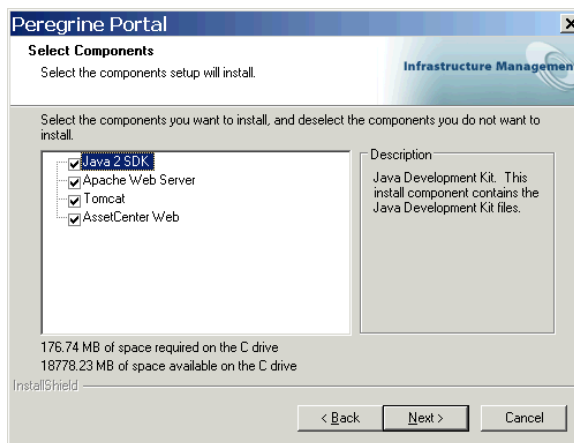 Peregrine Portal
Select Components
Select the components setup will install.
Infrastructure Management
Select the components you want to install, and deselect the components you do not want to
install.
Java 2 SDK
Apache Web Server
Tomcat
AssetCenter Web
Description
Java Development Kit. This
install component contains the
Java Development Kit files.
176.74 MB of space required on the C drive
18778.23 MB of space available on the C drive
InstallShield
< Back
Next >
Cancel